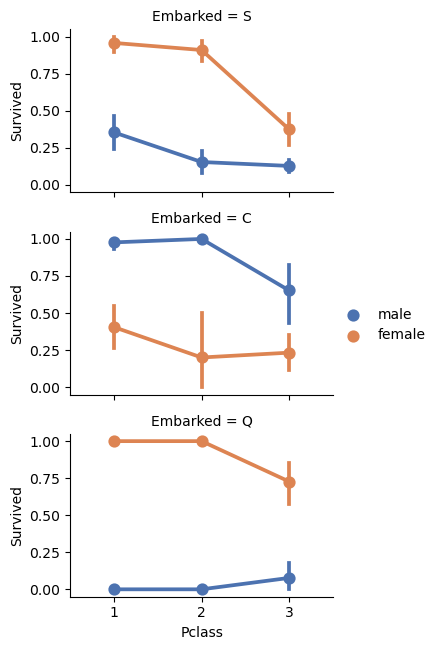 Embarked = S
1.00
0.75
0.50
0.25
0.00
Survived
Embarked = C
1.00
0.75
0.50
0.25
0.00
Survived
male
female
Embarked = Q
1.00
0.75
0.50
0.25
0.00
Survived
1 2 3
Pclass